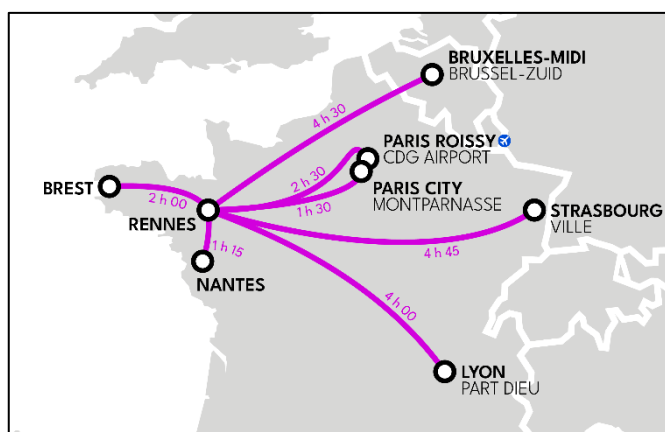 BRUXELLES-MIDI
BRUSSEL-ZUID
4 h 30
PARIS ROISSY
CDG AIRPORT
2 h 30
BREST
2 h 00
PARIS CITY
MONTPARNASSE
1 h 30
RENNES
STRASBOURG
VILLE
1 h 15
4 h 45
NANTES
4 h 00
LYON
PART DIEU